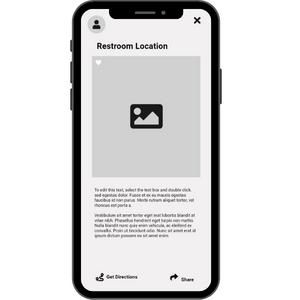 Restroom Location
To edit this text, select the text box and double click.
sed egestas dolor. Fusce et ex eu mauris egestas
faucibus id non purus. Morbi rutrum aliquet tortor, vel
rhoncus est porta a.
Vestibulum sit amet tortor eget erat lobortis blandit at
vitae nibh. Phasellus hendrerit eget turpis non mattis.
Nulla blandit nunc quis enim vehicula, ac eleifend ex
convallis. Proin ut tincidunt odio. Nunc sit amet erat id
ipsum dictum posuere eu sit amet enim.
Get Directions
Share